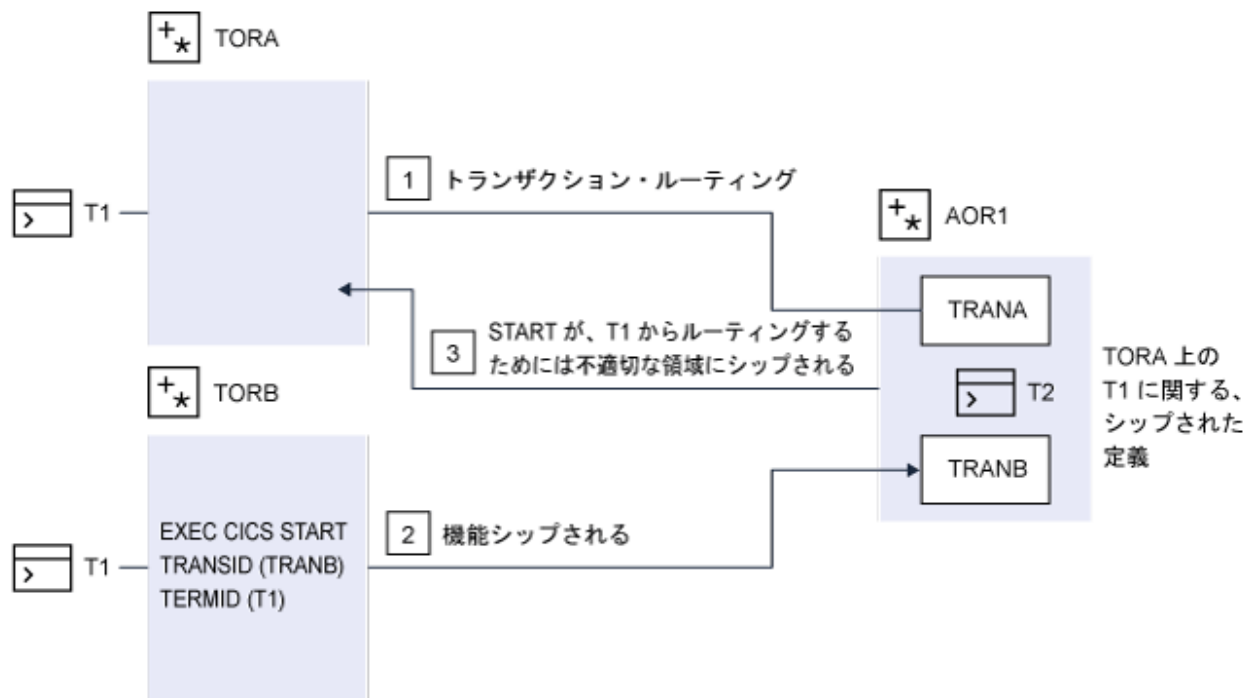 TORA
T1
1 トランザクション・ルーティング
AOR1
TRANA
3 START が、T1 からルーティングする
ためには不適切な領域にシップされる
T2
TRANB
TORA 上の
T1 に関する、
シップされた
定義
TORB
EXEC CICS START
TRANSID (TRANB)
TERMID (T1)
T1
2 機能シップされる